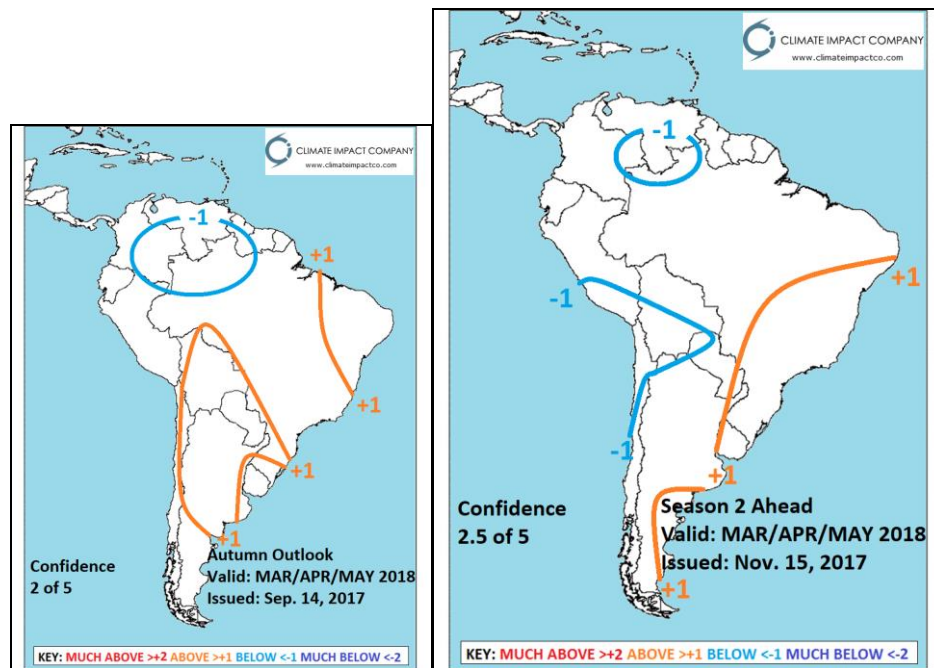 CLIMATE IMPACT COMPANY
www.climateimpactco.com
-1
+1
+1
+1
+1
Confidence
2 of 5
Autumn Outlook
Valid: MAR/APR/MAY 2018
Issued: Sep. 14, 2017
KEY: MUCH ABOVE >+2 ABOVE >+1 BELOW <-1 MUCH BELOW <-2
CLIMATE IMPACT COMPANY
www.climateimpactco.com
-1
+1
-1
-1
+1
+1
Confidence
2.5 of 5
Season 2 Ahead
Valid: MAR/APR/MAY 2018
Issued: Nov. 15, 2017
KEY: MUCH ABOVE >+2 ABOVE >+1 BELOW <-1 MUCH BELOW <-2